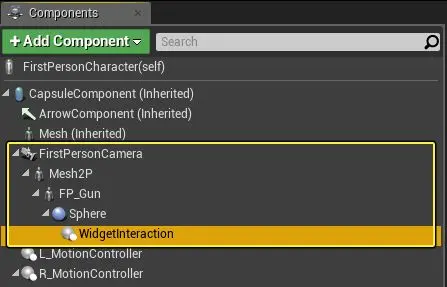 Components
+ Add Component
Search
FirstPersonCharacter(self)
CapsuleComponent (Inherited)
ArrowComponent (Inherited)
Mesh (Inherited)
FirstPersonCamera
Mesh2P
FP_Gun
Sphere
WidgetInteraction
L_MotionController
R_MotionController